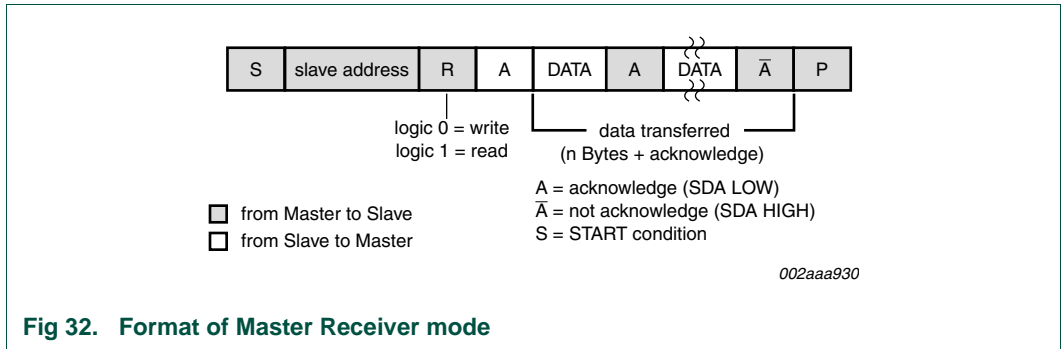 S slave address R A DATA A DATA A̅ P
logic 0 = write
logic 1 = read
data transferred
(n Bytes + acknowledge)
A = acknowledge (SDA LOW)
A̅ = not acknowledge (SDA HIGH)
S = START condition
from Master to Slave
from Slave to Master
002aaa930
Fig 32. Format of Master Receiver mode